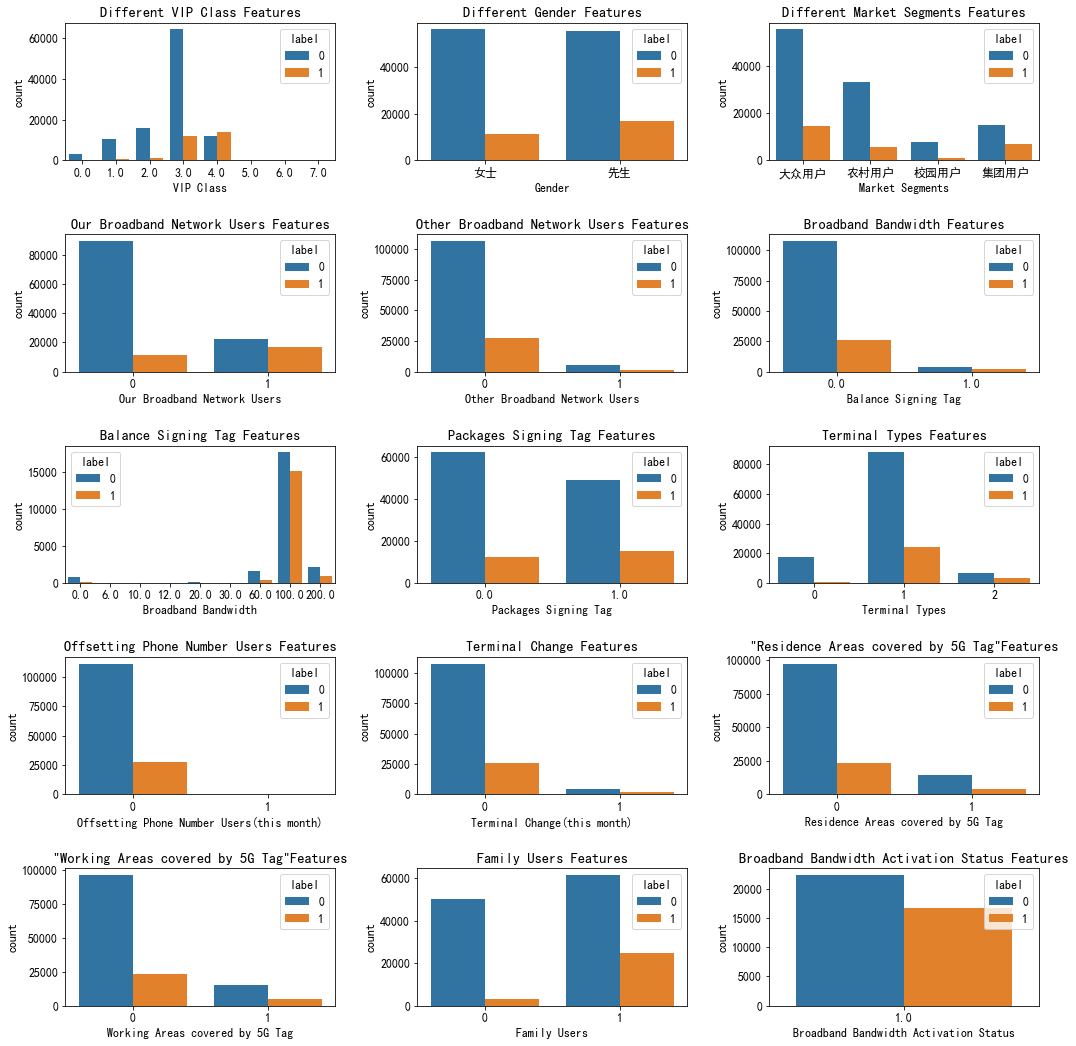 Different VIP Class Features
count
60000
40000
20000
0
label
0
1
0.0 1.0 2.0 3.0 4.0 5.0 6.0 7.0
VIP Class
Different Gender Features
count
40000
20000
0
label
0
1
女士 先生
Gender
Different Market Segments Features
count
40000
20000
0
label
0
1
大众用户 农村用户 校园用户 集团用户
Market Segments
Our Broadband Network Users Features
count
80000
60000
40000
20000
0
label
0
1
0 1
Our Broadband Network Users
Other Broadband Network Users Features
count
100000
75000
50000
25000
0
label
0
1
0 1
Other Broadband Network Users
Broadband Bandwidth Features
count
100000
75000
50000
25000
0
label
0
1
0.0 1.0
Balance Signing Tag
Balance Signing Tag Features
count
15000
10000
5000
0
label
0
1
0.0 6.0 10.0 12.0 20.0 30.0 60.0 100.0 200.0
Broadband Bandwidth
Packages Signing Tag Features
count
60000
40000
20000
0
label
0
1
0.0 1.0
Packages Signing Tag
Terminal Types Features
count
80000
60000
40000
20000
0
label
0
1
0 1 2
Terminal Types
Offsetting Phone Number Users Features
count
100000
75000
50000
25000
0
label
0
1
0 1
Offsetting Phone Number Users(this month)
Terminal Change Features
count
100000
75000
50000
25000
0
label
0
1
0 1
Terminal Change(this month)
"Residence Areas covered by 5G Tag"Features
count
100000
75000
50000
25000
0
label
0
1
0 1
Residence Areas covered by 5G Tag
"Working Areas covered by 5G Tag"Features
count
100000
75000
50000
25000
0
label
0
1
0 1
Working Areas covered by 5G Tag
Family Users Features
count
60000
40000
20000
0
label
0
1
0 1
Family Users
Broadband Bandwidth Activation Status Features
count
20000
15000
10000
5000
0
label
0
1
1.0
Broadband Bandwidth Activation Status